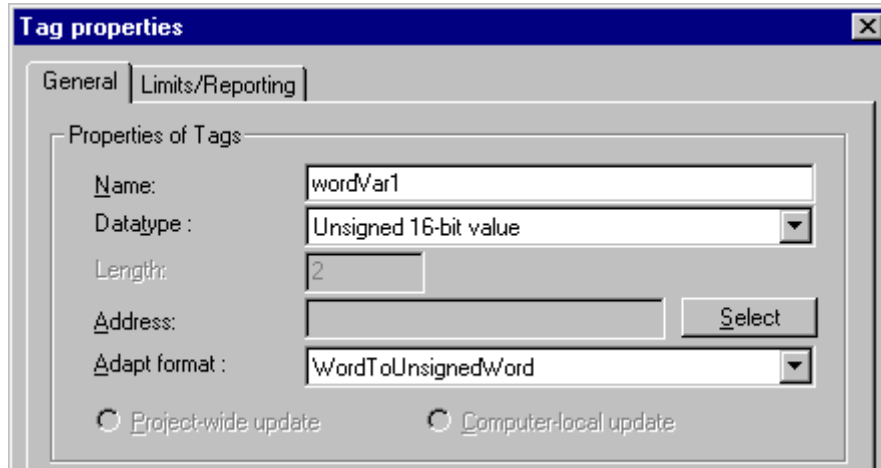 Tag properties
General Limits/Reporting
Properties of Tags
Name: wordVar1
Datatype : Unsigned 16-bit value
Length: 2
Address: Select
Adapt format : WordToUnsignedWord
Project-wide update Computer-local update